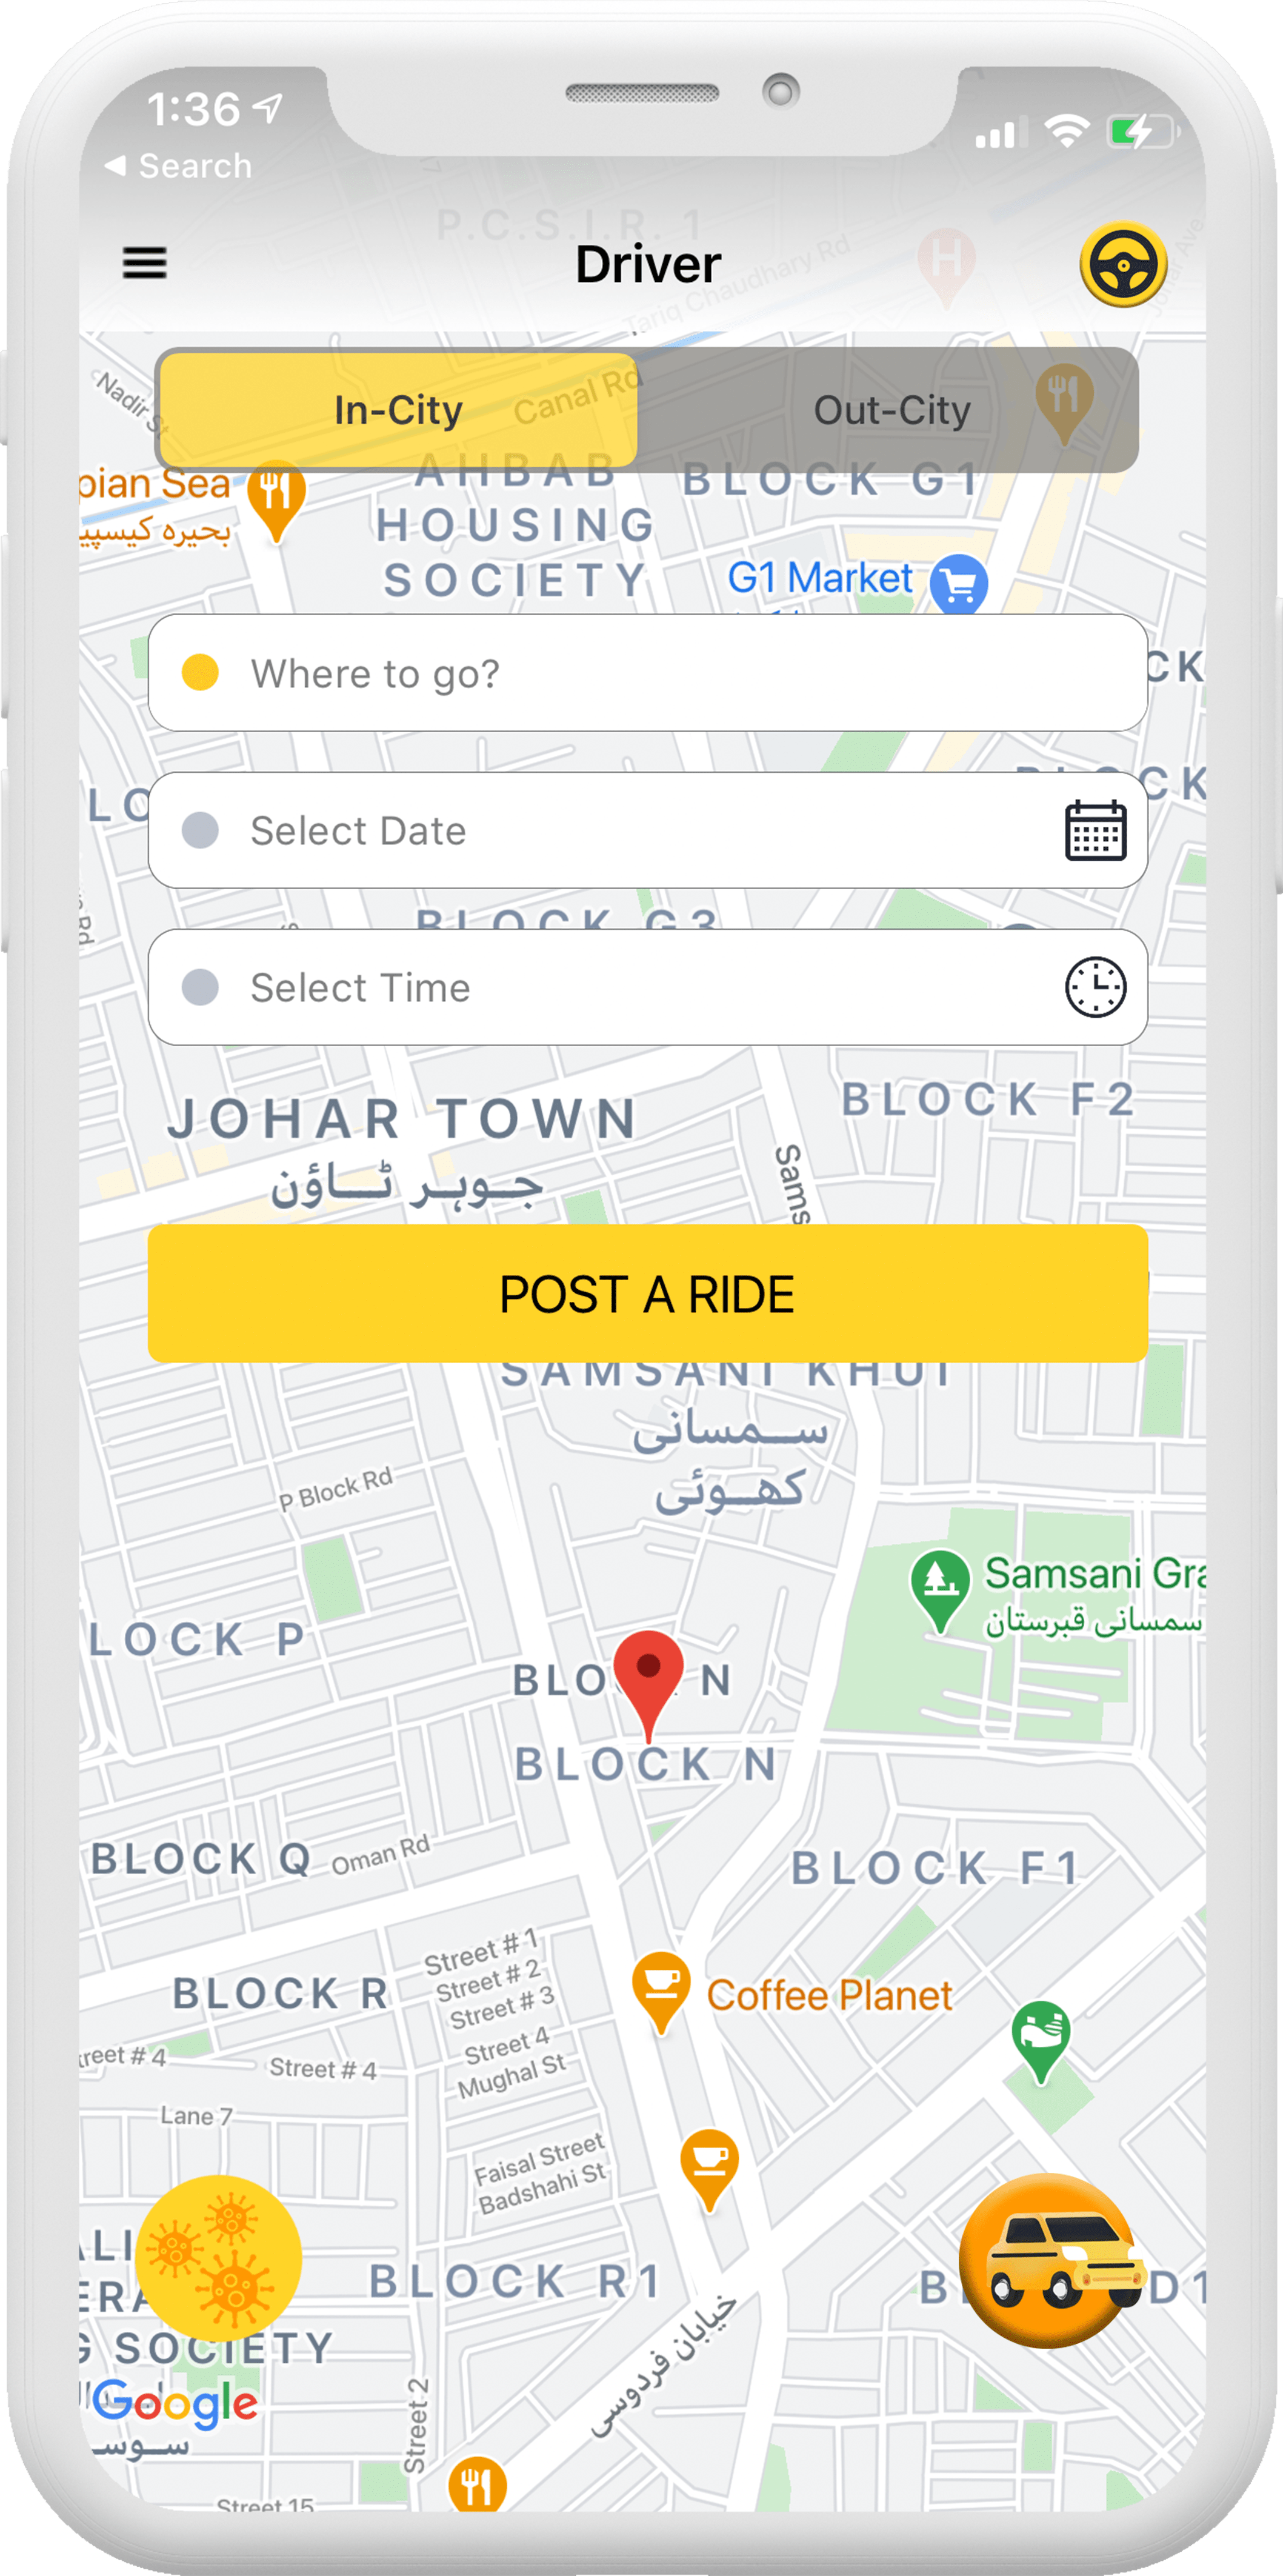 1:36
Search
P.C.S.I.R. 1
Driver
Tariq Chaudhary Rd
H
Nadir St
In-City
Canal Rd
Out-City
pian Sea
بحیرہ کیسپی
AHBAB
HOUSING
SOCIETY
BLOCK G1
G1 Market
Where to go?
CK
LO
Select Date
CK
Rd
BLOCK G3
Select Time
JOHAR TOWN
جوہر ٹاؤن
BLOCK F2
Sams
POST A RIDE
SAMSANI KHUI
سمسانی
کھوئی
P Block Rd
Samsani Gra
سمسانی قبرستان
LOCK P
BLO N
BLOCK N
BLOCK Q
Oman Rd
BLOCK F1
Street # 1
Street # 2
Street # 3
BLOCK R
Coffee Planet
Street 4
treet # 4
Street # 4
Mughal St
Lane 7
Faisal Street
Badshahi St
ALI
BLOCK R1
B D1
ERA
G SOCIETY
خیابان فردوسی
Google
سوس
Street 2
Street 15